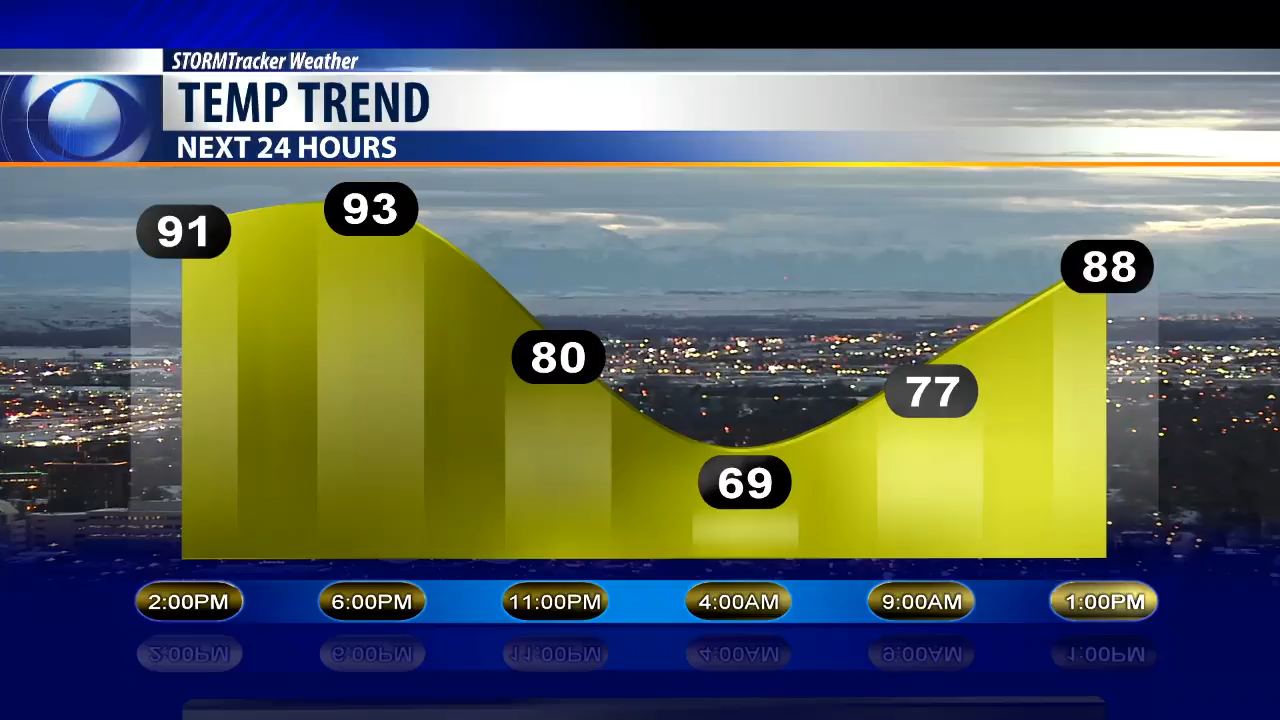 STORMTracker Weather
TEMP TREND
NEXT 24 HOURS
91
93
80
69
77
88
2:00PM
6:00PM
11:00PM
4:00AM
9:00AM
1:00PM